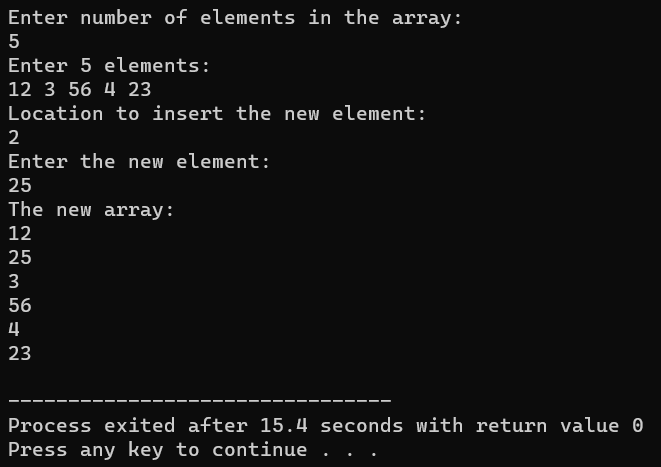 Enter number of elements in the array:
5
Enter 5 elements:
12 3 56 4 23
Location to insert the new element:
2
Enter the new element:
25
The new array:
12
25
3
56
4
23
--------------------------------
Process exited after 15.4 seconds with return value 0
Press any key to continue . . .